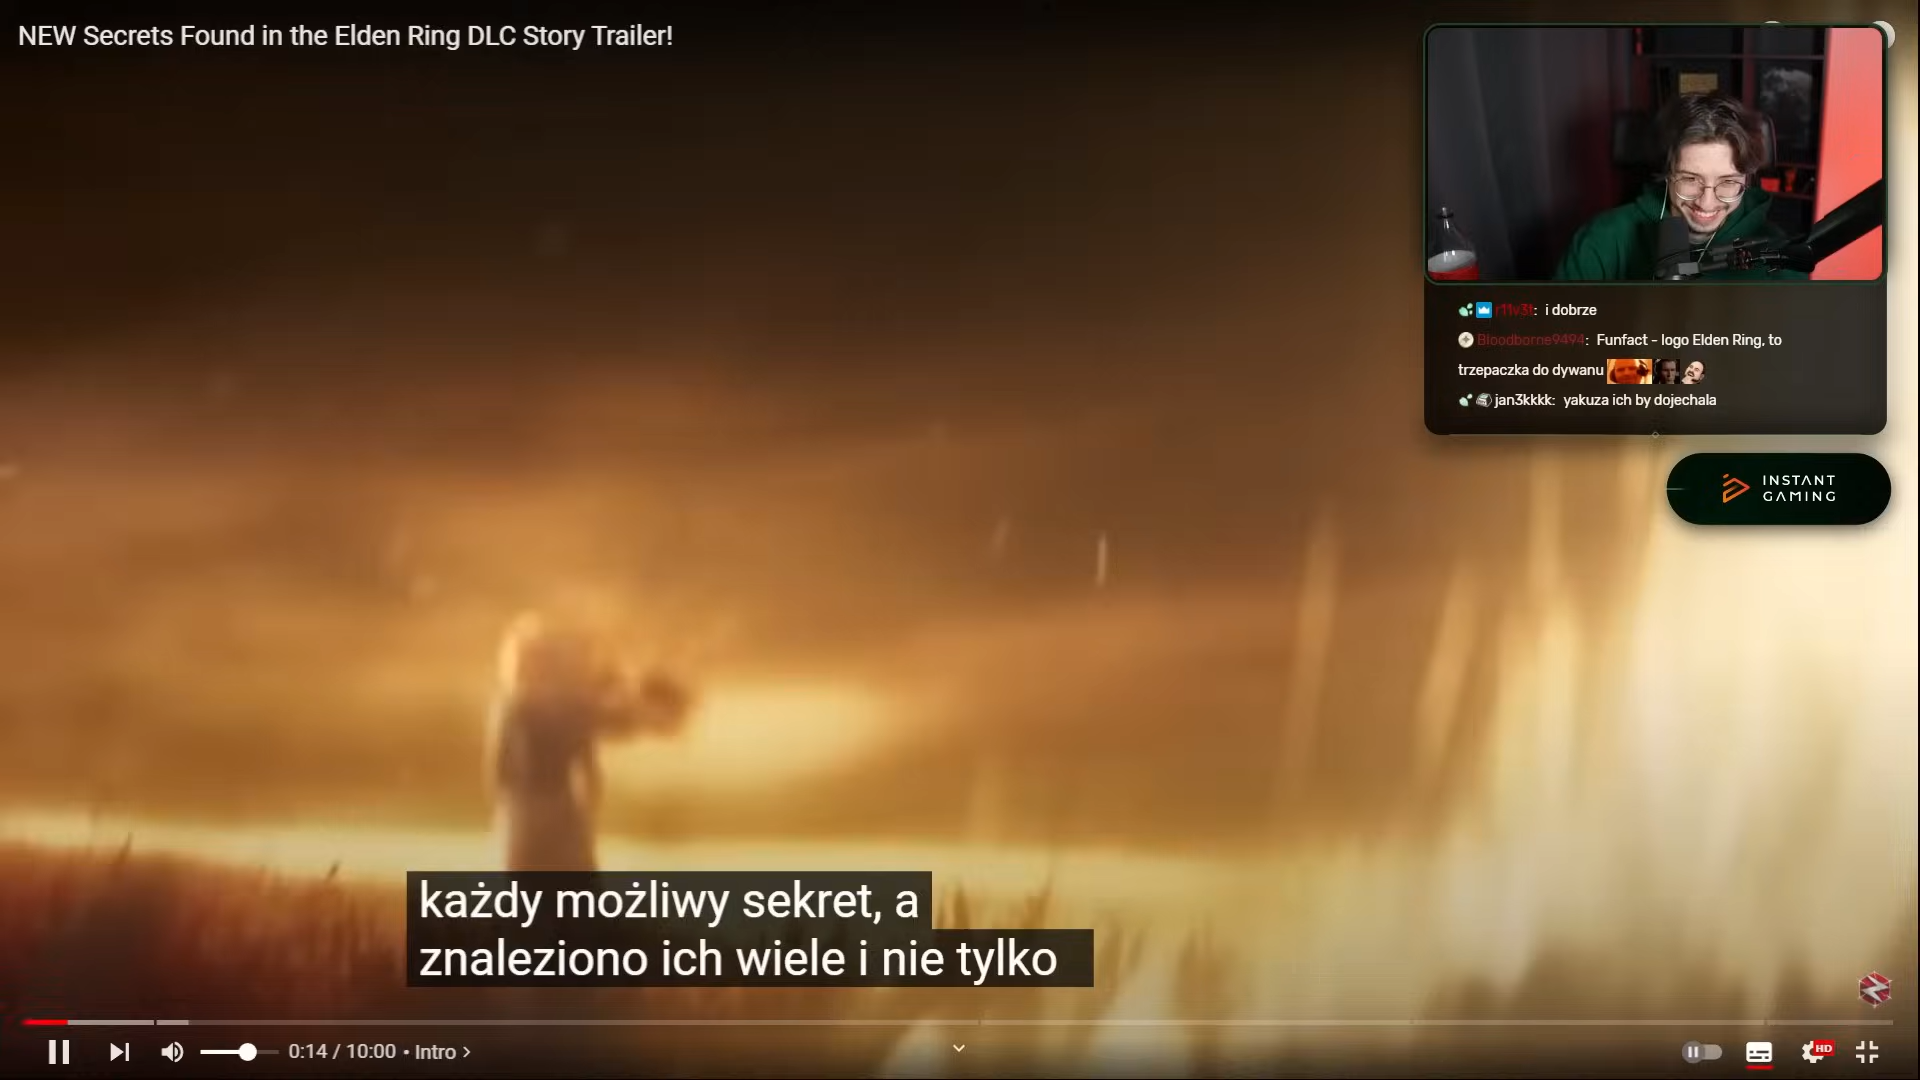 NEW Secrets Found in the Elden Ring DLC Story Trailer!
r11v3t: i dobrze
Bloodborne9494: Funfact - logo Elden Ring, to
trzepaczka do dywanu
jan3kkkk: yakuza ich by dojechala
INSTANT
GAMING
każdy możliwy sekret, a
znaleziono ich wiele i nie tylko
0:14 / 10:00 • Intro
HD